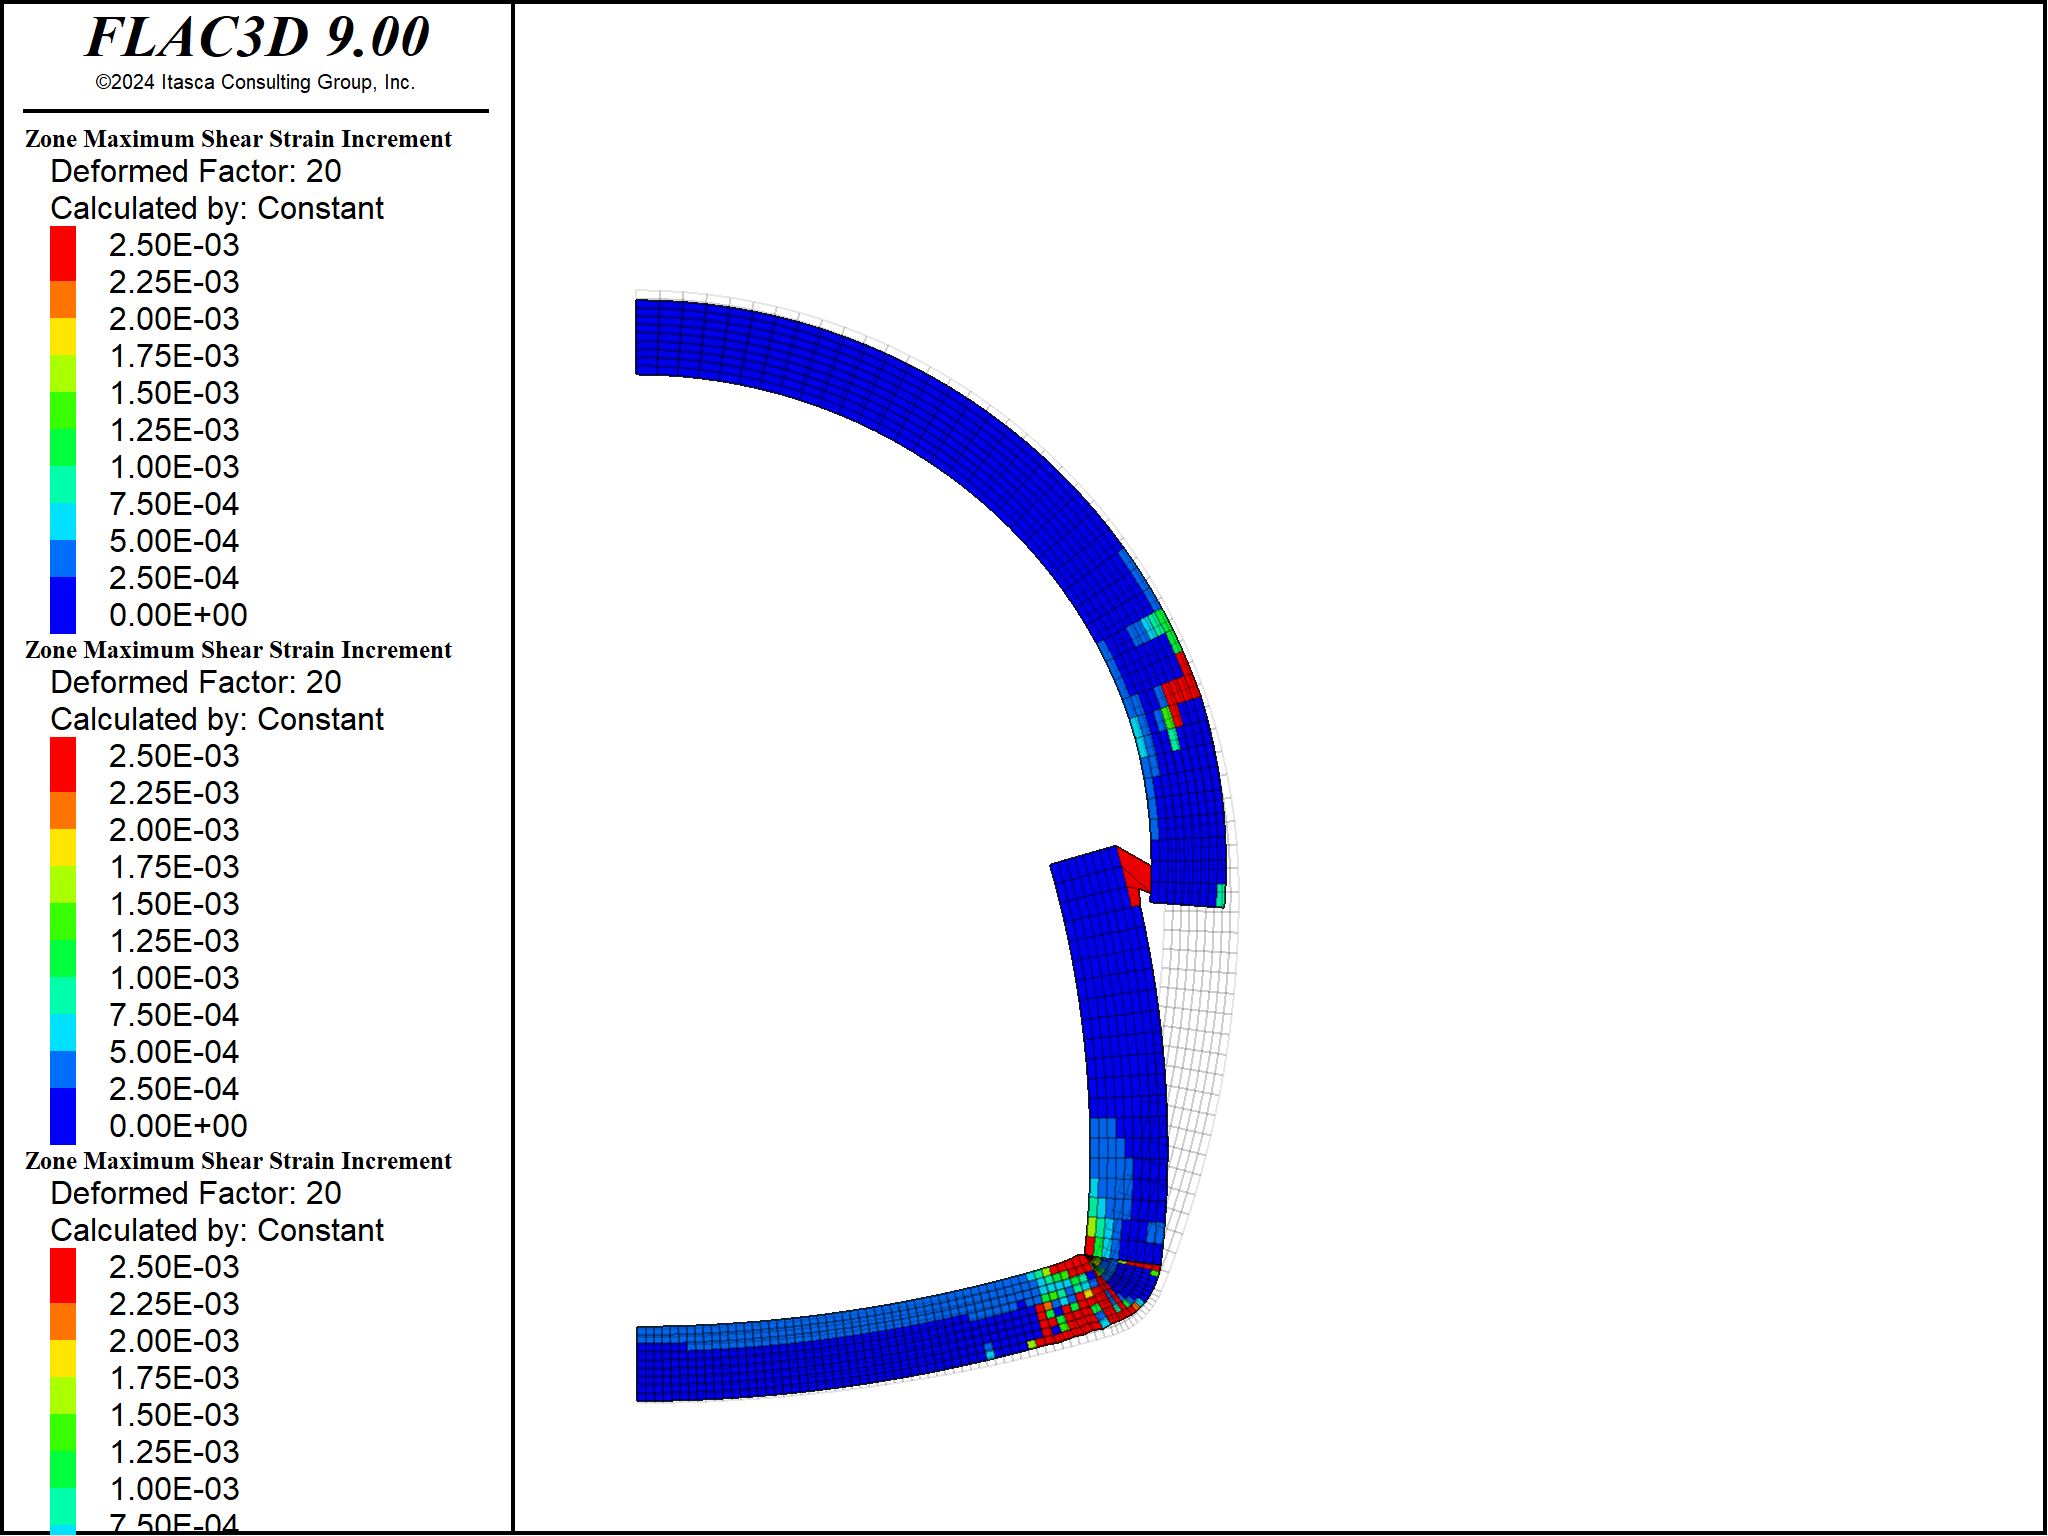 FLAC3D 9.00
©2024 Itasca Consulting Group, Inc.
Zone Maximum Shear Strain Increment
Deformed Factor: 20
Calculated by: Constant
2.50E-03
2.25E-03
2.00E-03
1.75E-03
1.50E-03
1.25E-03
1.00E-03
7.50E-04
5.00E-04
2.50E-04
0.00E+00
Zone Maximum Shear Strain Increment
Deformed Factor: 20
Calculated by: Constant
2.50E-03
2.25E-03
2.00E-03
1.75E-03
1.50E-03
1.25E-03
1.00E-03
7.50E-04
5.00E-04
2.50E-04
0.00E+00
Zone Maximum Shear Strain Increment
Deformed Factor: 20
Calculated by: Constant
2.50E-03
2.25E-03
2.00E-03
1.75E-03
1.50E-03
1.25E-03
1.00E-03
7.50E-04